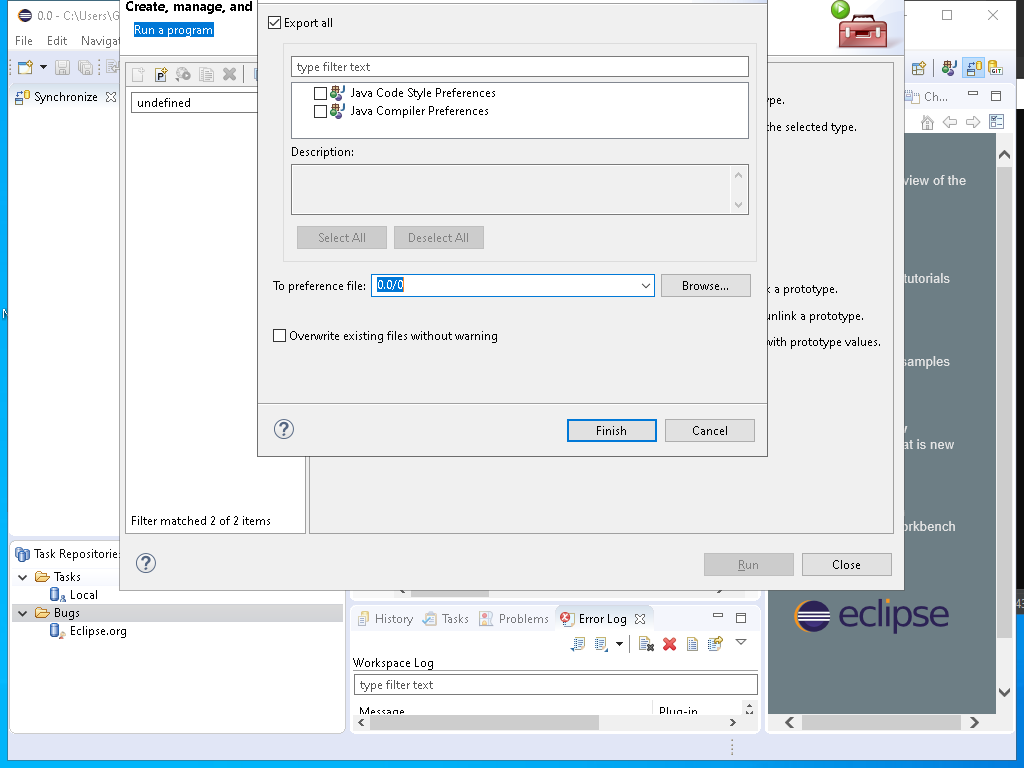 0.0 - C:\Users\G
File Edit Naviga
Synchronize
Create, manage, and
Run a program
undefined
Filter matched 2 of 2 items
Export all
type filter text
Java Code Style Preferences
Java Compiler Preferences
Description:
Select All Deselect All
To preference file: 0.0/0 Browse...
Overwrite existing files without warning
Finish Cancel
ype.
he selected type.
k a prototype.
unlink a prototype.
with prototype values.
Run Close
Ch...
view of the
tutorials
samples
at is new
orkbench
eclipse
Task Repositorie
Tasks
Local
Bugs
Eclipse.org
History Tasks Problems Error Log
Workspace Log
type filter text
Message Plug-in